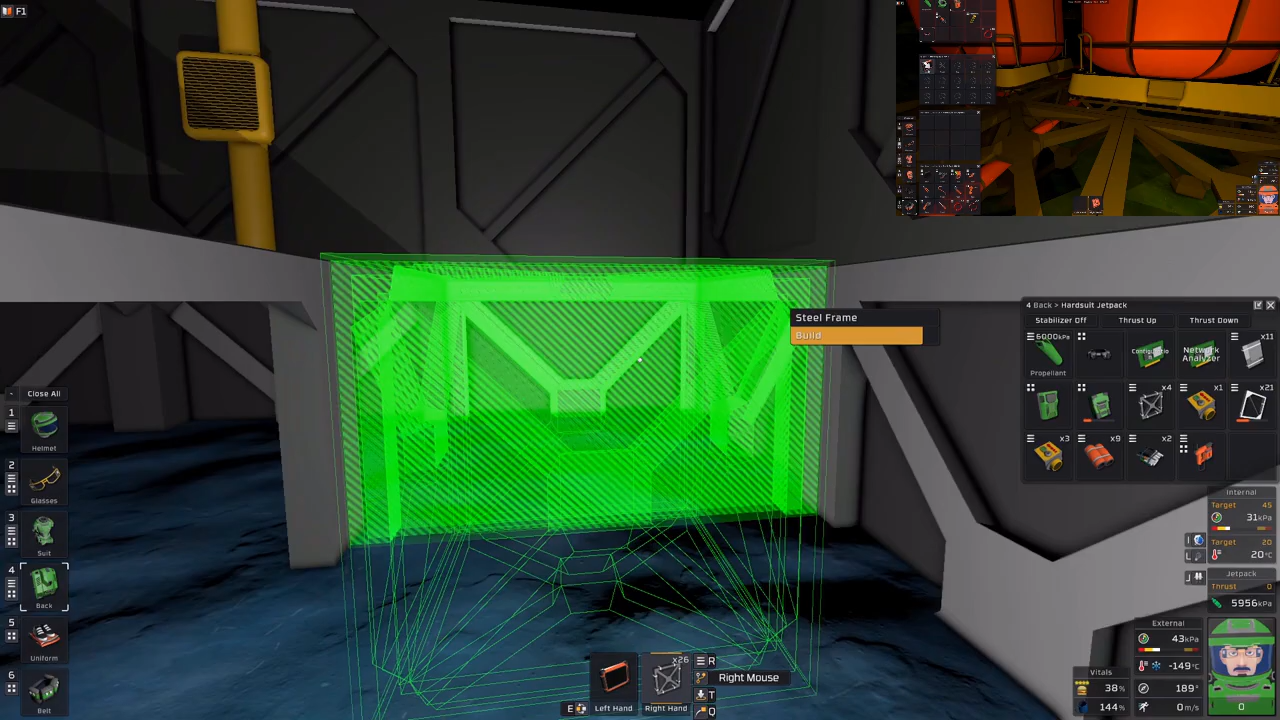 F1
Steel Frame
Build
4 Back > Hardsuit Jetpack
Stabilizer Off
Thrust Up
Thrust Down
6000kPa
x11
Propellant
Configuratio
Network
Analyzer
x4
x1
x21
x3
x9
x2
- Close All
1
Helmet
2
Glasses
3
Suit
4
Back
5
Uniform
6
Belt
Internal
Target 45
31kPa
Target 20
20°C
I
L
J
Jetpack
Thrust 0
5956kPa
External
43kPa
-149°C
189°
0m/s
0
Vitals
38%
144%
x26
R
Right Mouse
T
E
Left Hand
Right Hand
Q